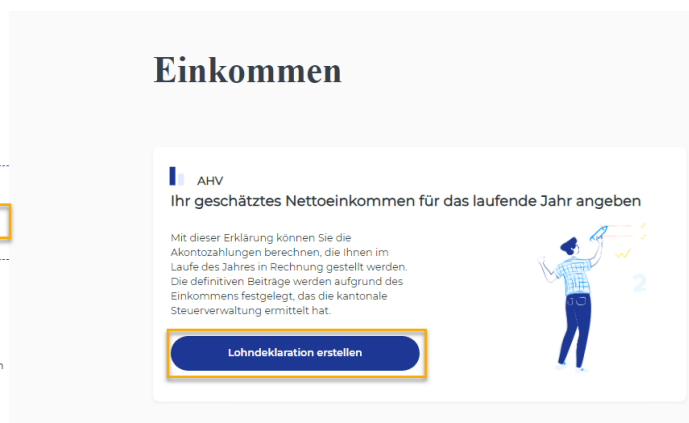 Einkommen
AHV
Ihr geschätztes Nettoeinkommen für das laufende Jahr angeben
Mit dieser Erklärung können Sie die
Akontozahlungen berechnen, die Ihnen im
Laufe des Jahres in Rechnung gestellt werden.
Die definitiven Beiträge werden aufgrund des
Einkommens festgelegt, das die kantonale
Steuerverwaltung ermittelt hat.
2
Lohndeklaration erstellen